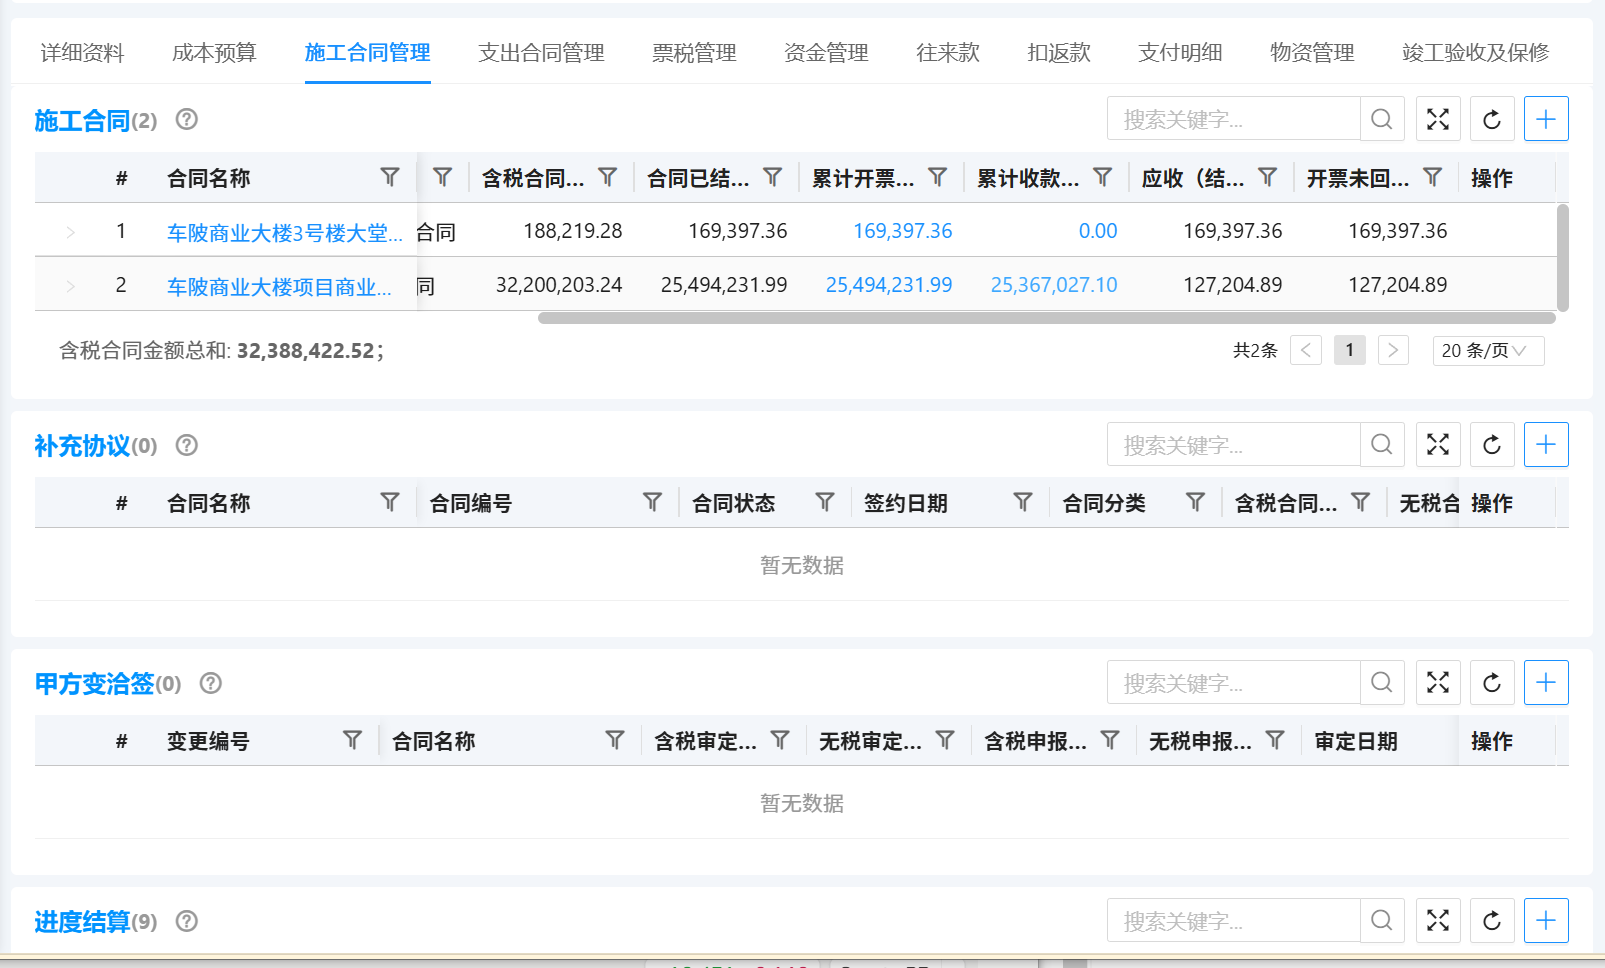 详细资料 成本预算 施工合同管理 支出合同管理 票税管理 资金管理 往来款 扣返款 支付明细 物资管理 竣工验收及保修
施工合同(2) 搜索关键字...
# 合同名称 含税合同... 合同已结... 累计开票... 累计收款... 应收（结... 开票未回... 操作
1 车陂商业大楼3号楼大堂... 合同 188,219.28 169,397.36 169,397.36 0.00 169,397.36 169,397.36
2 车陂商业大楼项目商业... 同 32,200,203.24 25,494,231.99 25,494,231.99 25,367,027.10 127,204.89 127,204.89
含税合同金额总和: 32,388,422.52； 共2条 1 20 条/页
补充协议(0) 搜索关键字...
# 合同名称 合同编号 合同状态 签约日期 合同分类 含税合同... 无税合 操作
暂无数据
甲方变洽签(0) 搜索关键字...
# 变更编号 合同名称 含税审定... 无税审定... 含税申报... 无税申报... 审定日期 操作
暂无数据
进度结算(9) 搜索关键字...